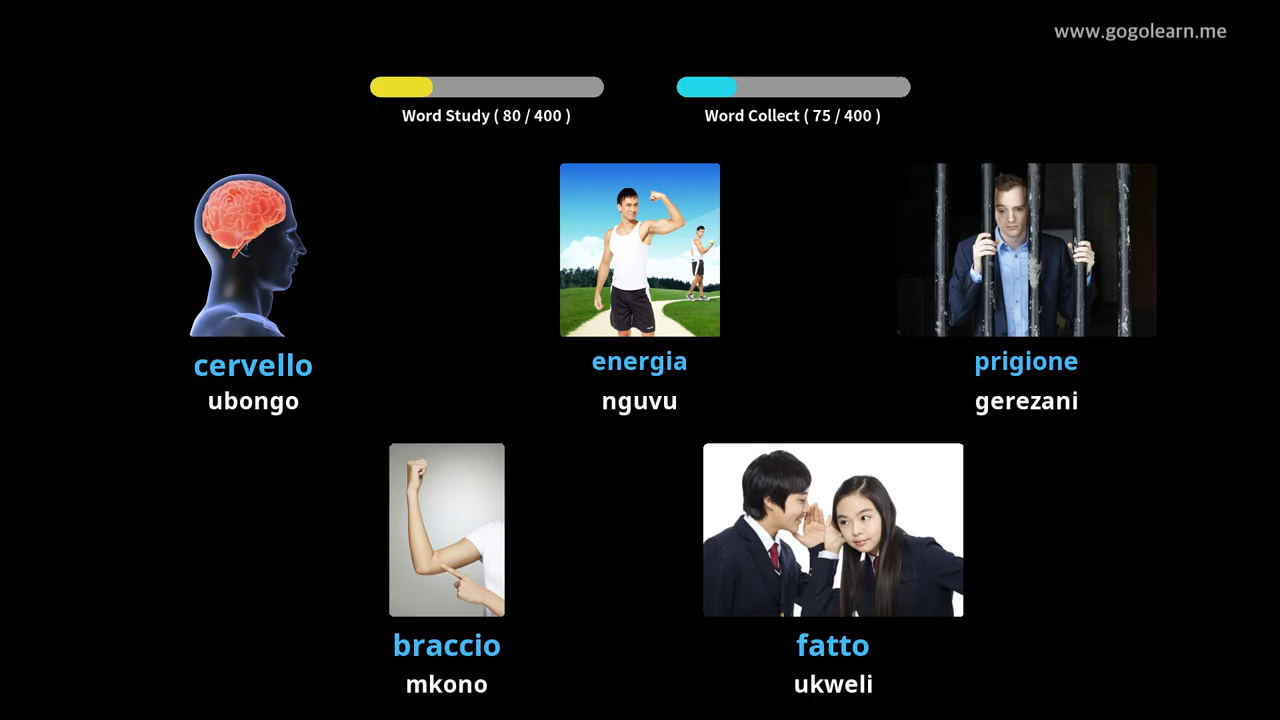 www.gogolearn.me
Word Study ( 80 / 400 )
Word Collect ( 75 / 400 )
cervello
ubongo
energia
nguvu
prigione
gerezani
braccio
mkono
fatto
ukweli